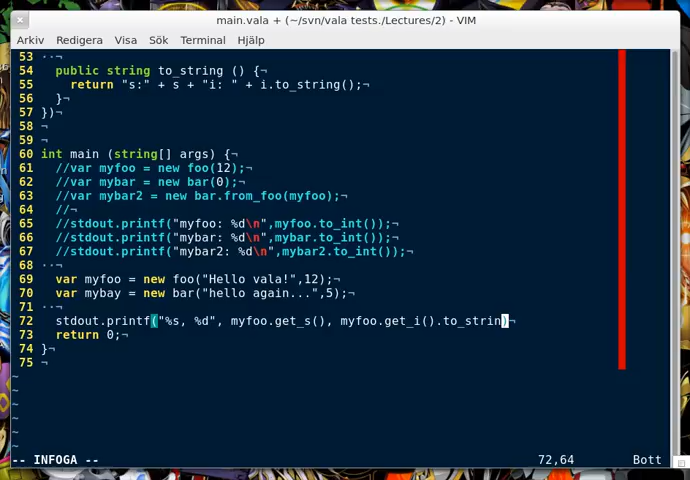 main.vala + (~/svn/vala tests./Lectures/2) - VIM
Arkiv Redigera Visa Sök Terminal Hjälp
53 ··¬
54   public string to_string () {¬
55     return "s:" + s + "i: " + i.to_string();¬
56   }¬
57 })¬
58 ¬
59 ¬
60 int main (string[] args) {¬
61   //var myfoo = new foo(12);¬
62   //var mybar = new bar(0);¬
63   //var mybar2 = new bar.from_foo(myfoo);¬
64   //¬
65   //stdout.printf("myfoo: %d\n",myfoo.to_int());¬
66   //stdout.printf("mybar: %d\n",mybar.to_int());¬
67   //stdout.printf("mybar2: %d\n",mybar2.to_int());¬
68 ··¬
69   var myfoo = new foo("Hello vala!",12);¬
70   var mybay = new bar("hello again...",5);¬
71 ··¬
72   stdout.printf("%s, %d", myfoo.get_s(), myfoo.get_i().to_strin)¬
73   return 0;¬
74 }¬
75 ¬
~
~
~
~
~
~
-- INFOGA -- 72,64 Bott